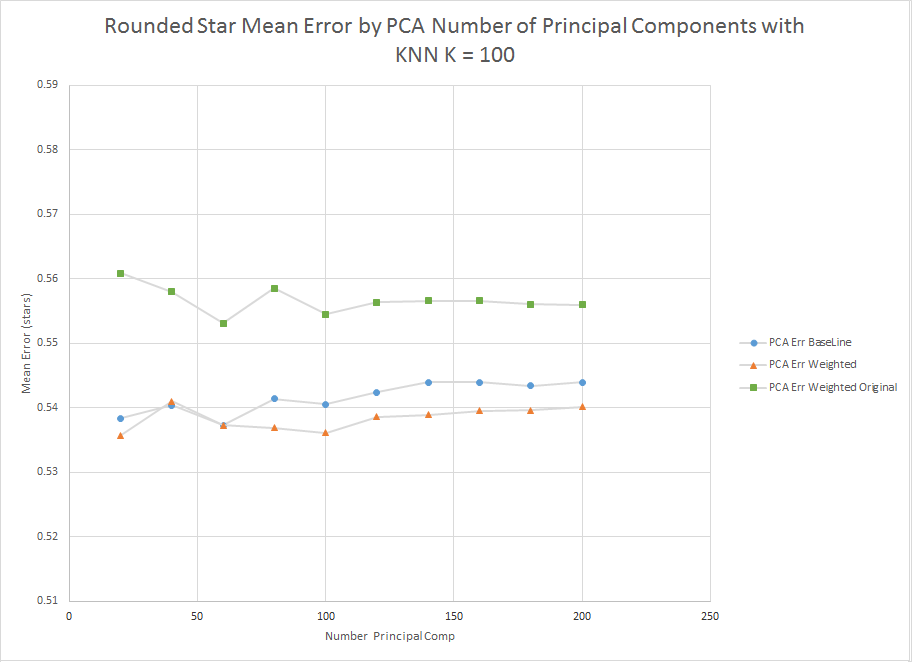 Rounded Star Mean Error by PCA Number of Principal Components with
KNN K = 100
0.59
0.58
0.57
0.56
0.55
0.54
0.53
0.52
0.51
Mean Error (stars)
0 50 100 150 200 250
Number Principal Comp
PCA Err BaseLine
PCA Err Weighted
PCA Err Weighted Original